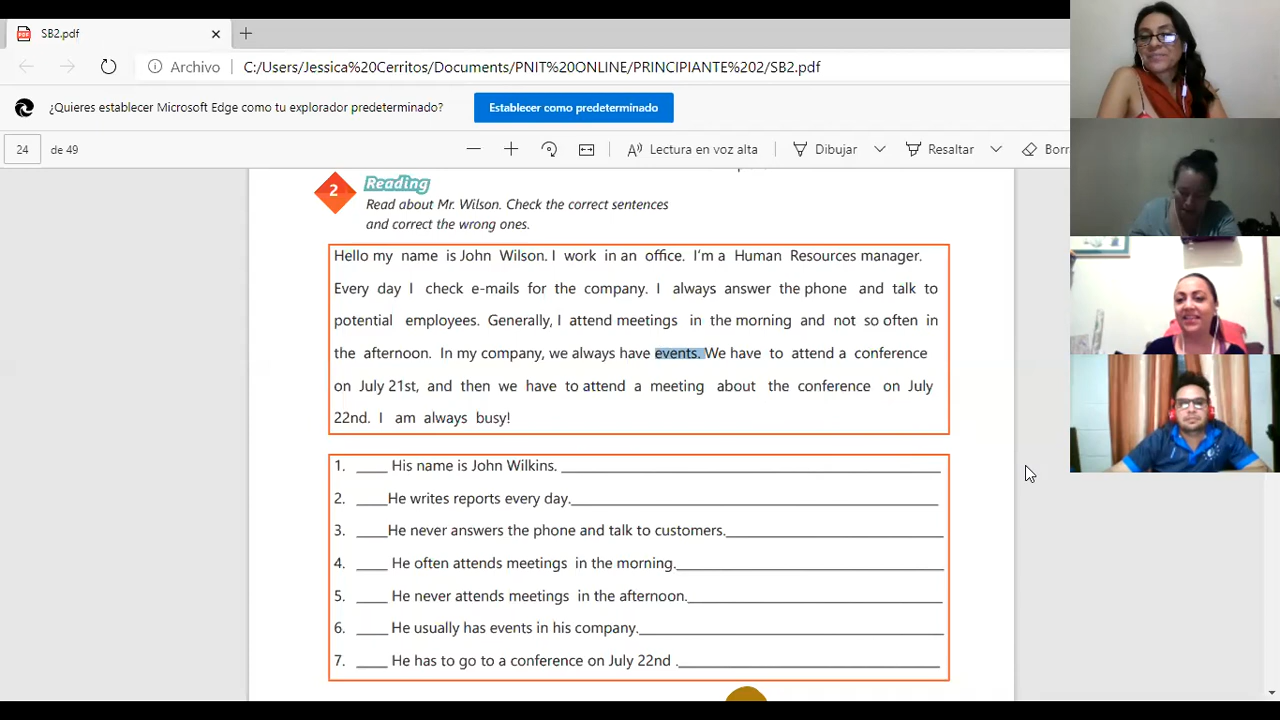 SB2.pdf
Archivo C:/Users/Jessica%20Cerritos/Documents/PNIT%20ONLINE/PRINCIPIANTE%202/SB2.pdf
¿Quieres establecer Microsoft Edge como tu explorador predeterminado? Establecer como predeterminado
24 de 49 Lectura en voz alta Dibujar Resaltar Borr
2 Reading
Read about Mr. Wilson. Check the correct sentences
and correct the wrong ones.
Hello my name is John Wilson. I work in an office. I'm a Human Resources manager.
Every day I check e-mails for the company. I always answer the phone and talk to
potential employees. Generally, I attend meetings in the morning and not so often in
the afternoon. In my company, we always have events. We have to attend a conference
on July 21st, and then we have to attend a meeting about the conference on July
22nd. I am always busy!
1. ____ His name is John Wilkins. ____
2. ____He writes reports every day.____
3. ____He never answers the phone and talk to customers.____
4. ____ He often attends meetings in the morning.____
5. ____ He never attends meetings in the afternoon.____
6. ____ He usually has events in his company.____
7. ____ He has to go to a conference on July 22nd .____